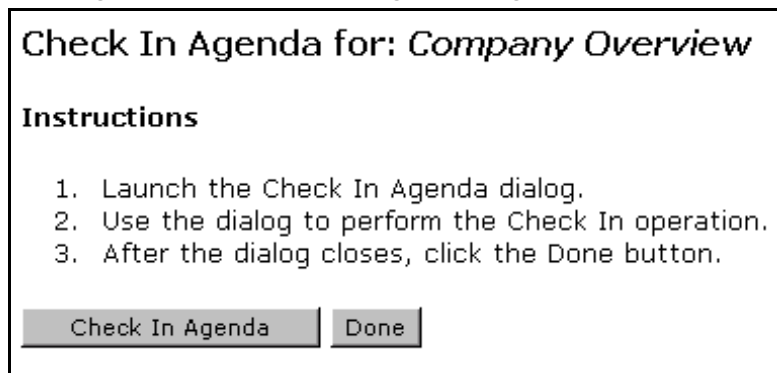 Check In Agenda for: Company Overview
Instructions
1. Launch the Check In Agenda dialog.
2. Use the dialog to perform the Check In operation.
3. After the dialog closes, click the Done button.
Check In Agenda Done